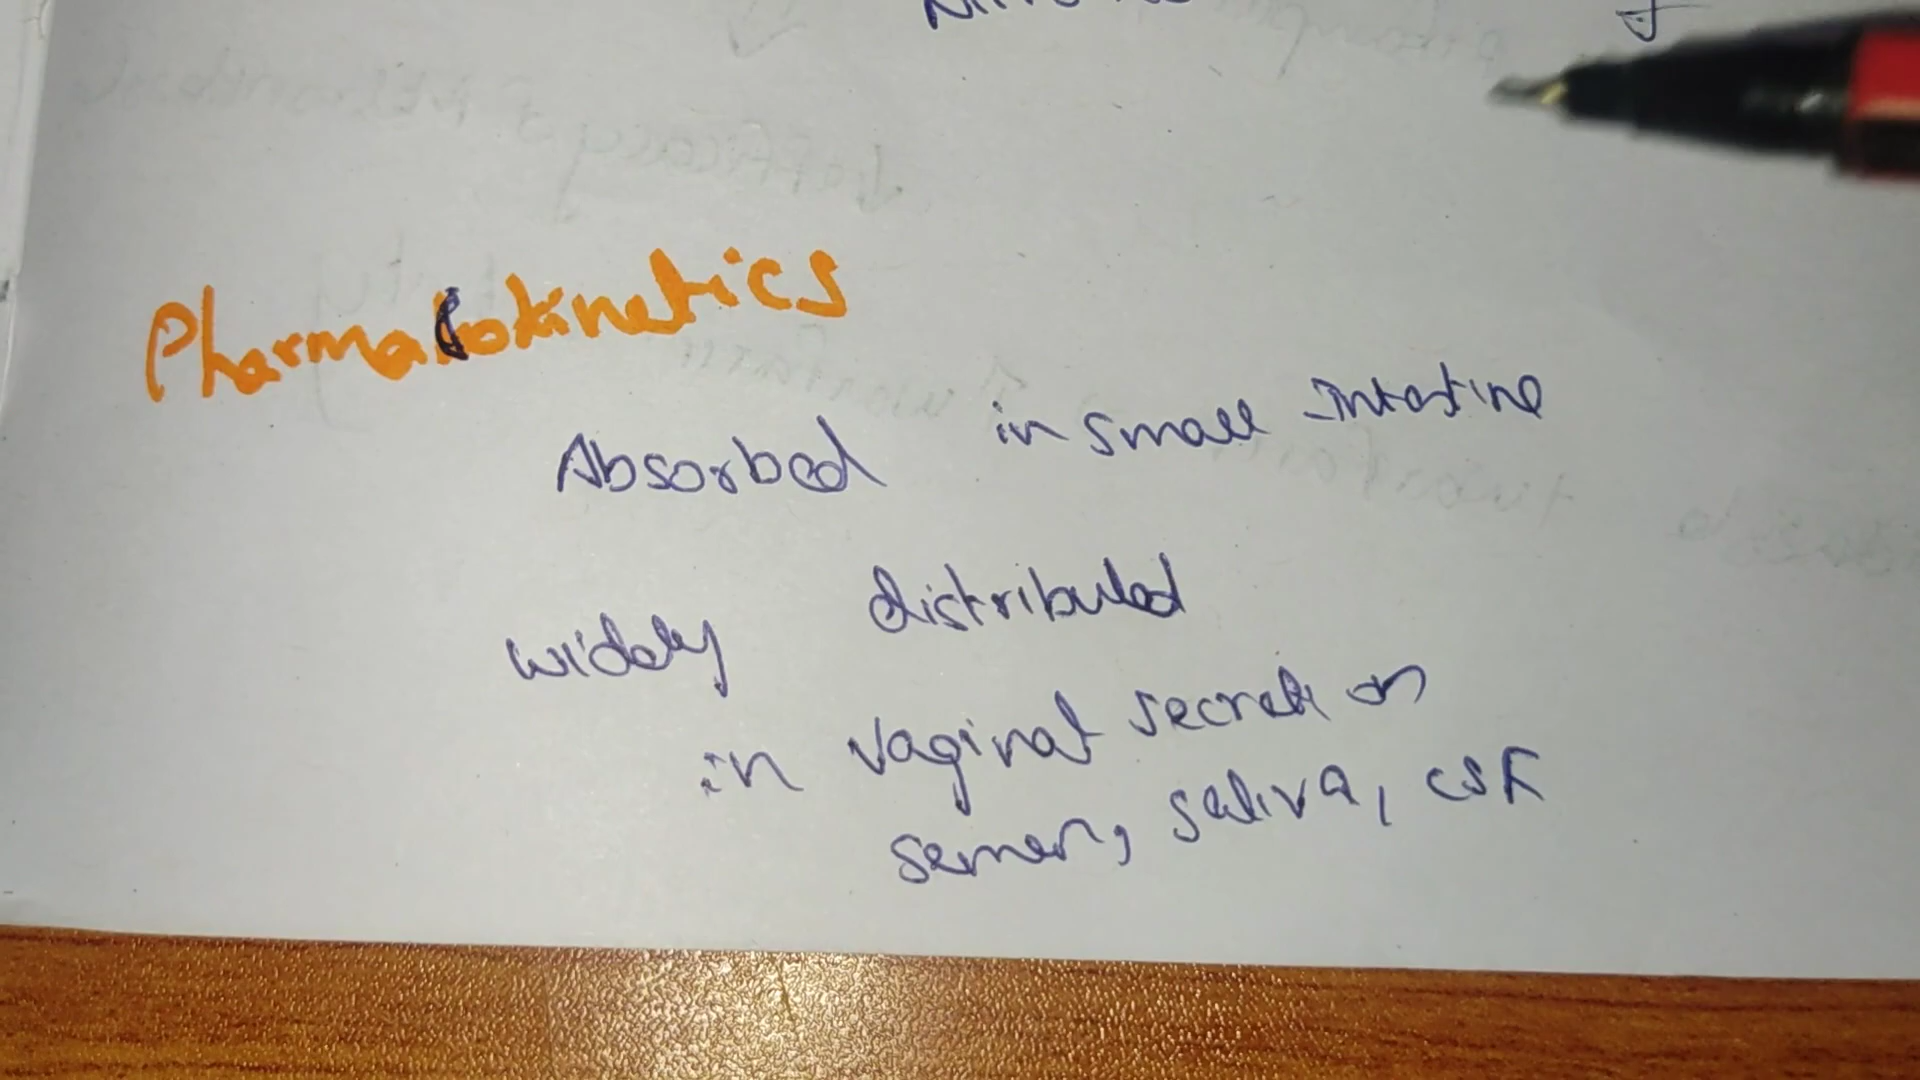 Pharmacokinetics
Absorbed in small Intestine
widely distributed
in vaginal secretion
semen, saliva, CSF